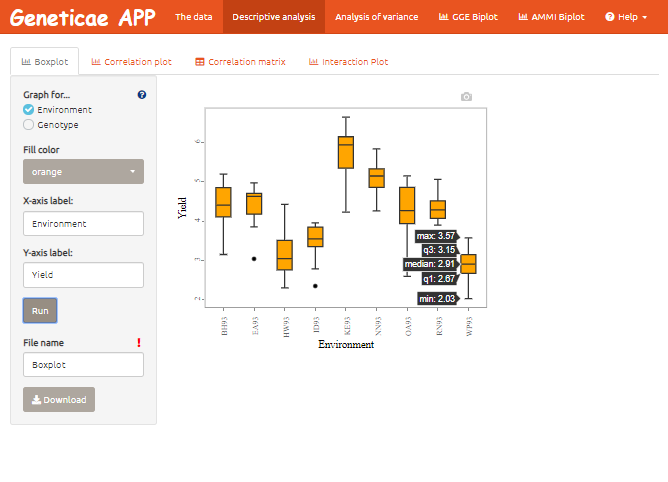 Geneticae APP The data Descriptive analysis Analysis of variance GGE Biplot AMMI Biplot Help
Boxplot Correlation plot Correlation matrix Interaction Plot
Graph for...
Environment
Genotype
Fill color
orange
X-axis label:
Environment
Y-axis label:
Yield
Run
File name !
Boxplot
Download
Yield
6
5
4
3
2
max: 3.57
q3: 3.15
median: 2.91
q1: 2.67
min: 2.03
BH93 EA93 HW93 ID93 KE93 NN93 OA93 RN93 WP93
Environment